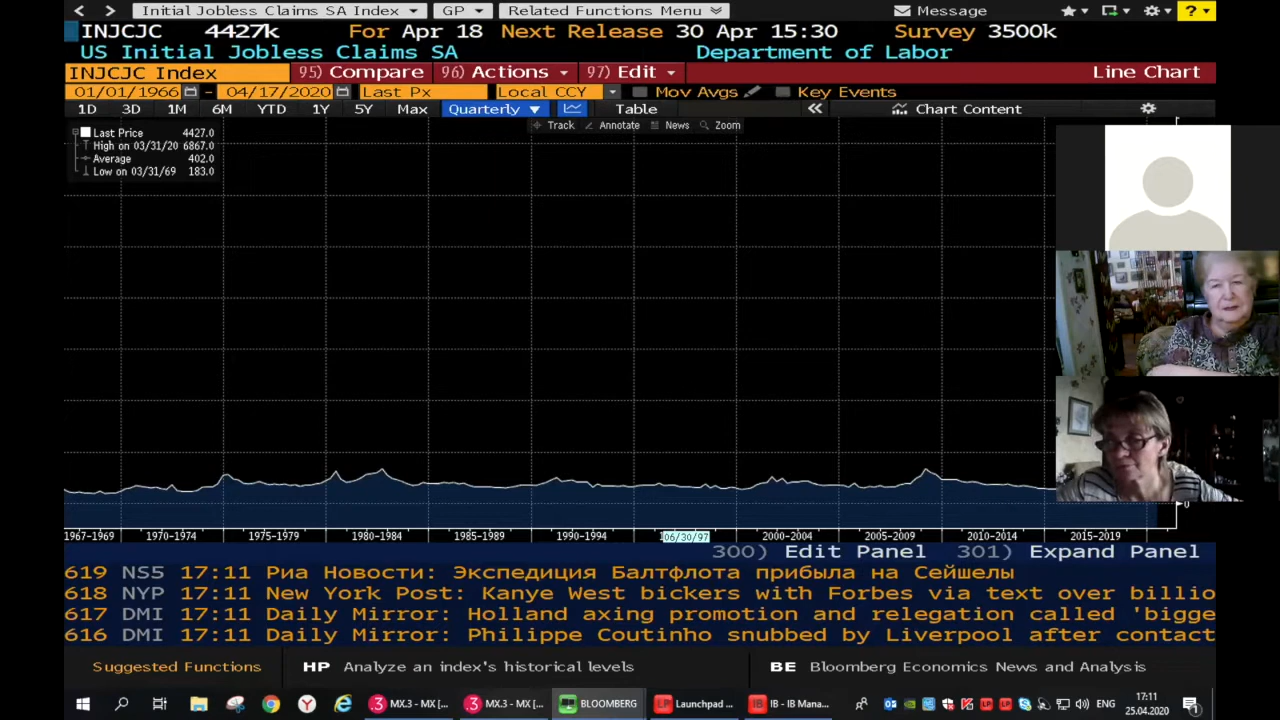 Initial Jobless Claims SA Index GP Related Functions Menu Message ?
INJCJC 4427k For Apr 18 Next Release 30 Apr 15:30 Survey 3500k
US Initial Jobless Claims SA Department of Labor
INJCJC Index 95) Compare 96) Actions 97) Edit Line Chart
01/01/1966 - 04/17/2020 Last Px Local CCY Mov Avgs Key Events
1D 3D 1M 6M YTD 1Y 5Y Max Quarterly Table Chart Content
Track Annotate News Zoom
Last Price 4427.0
High on 03/31/20 6867.0
Average 402.0
Low on 03/31/69 183.0
0
1967-1969 1970-1974 1975-1979 1980-1984 1985-1989 1990-1994 06/30/97 2000-2004 2005-2009 2010-2014 2015-2019
300) Edit Panel 301) Expand Panel
619 NS5 17:11 Риа Новости: Экспедиция Балтфлота прибыла на Сейшелы
618 NYP 17:11 New York Post: Kanye West bickers with Forbes via text over billio
617 DMI 17:11 Daily Mirror: Holland axing promotion and relegation called 'bigge
616 DMI 17:11 Daily Mirror: Philippe Coutinho snubbed by Liverpool after contact
Suggested Functions HP Analyze an index's historical levels BE Bloomberg Economics News and Analysis
MX.3 - MX [... MX.3 - MX [... BLOOMBERG Launchpad ... IB - IB Mana... ENG 17:11
25.04.2020